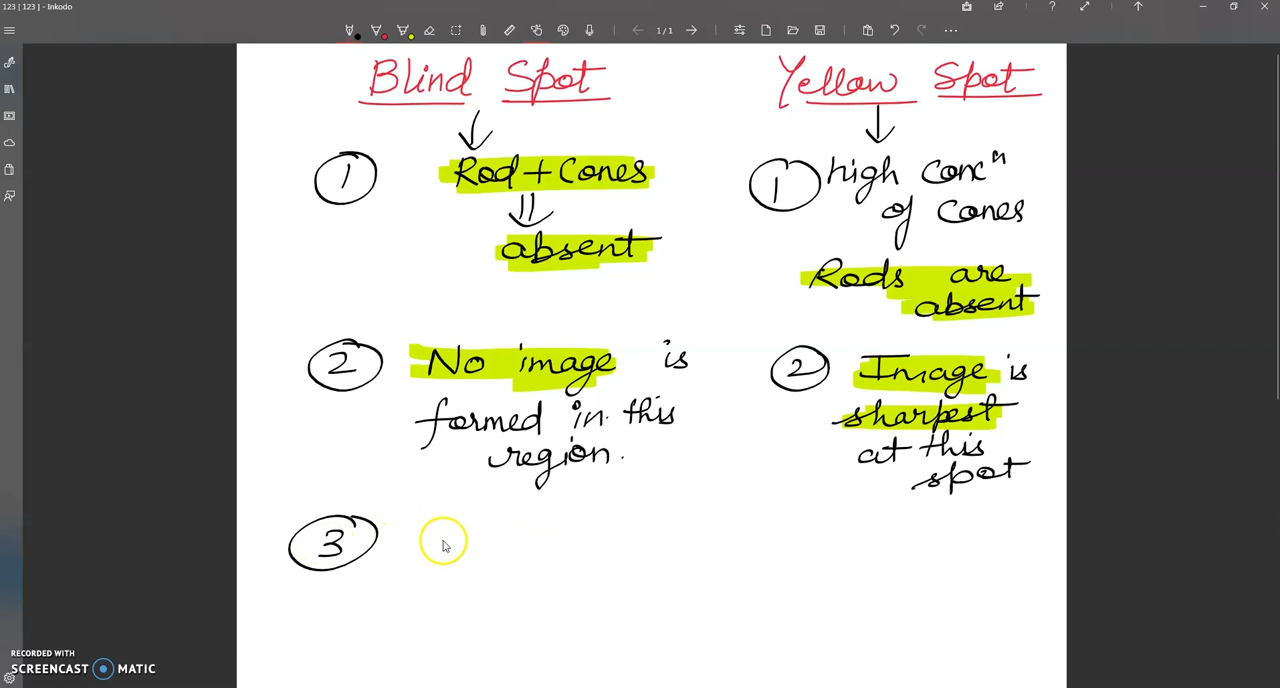 123 [ 123 ] - Inkodo
1/1
Blind Spot
Yellow Spot
1
Rod + Cones
absent
1
high concⁿ
of cones
Rods are
absent
2
No image is
formed in this
region.
2
Image is
sharpest
at this
spot
3
RECORDED WITH
SCREENCAST MATIC